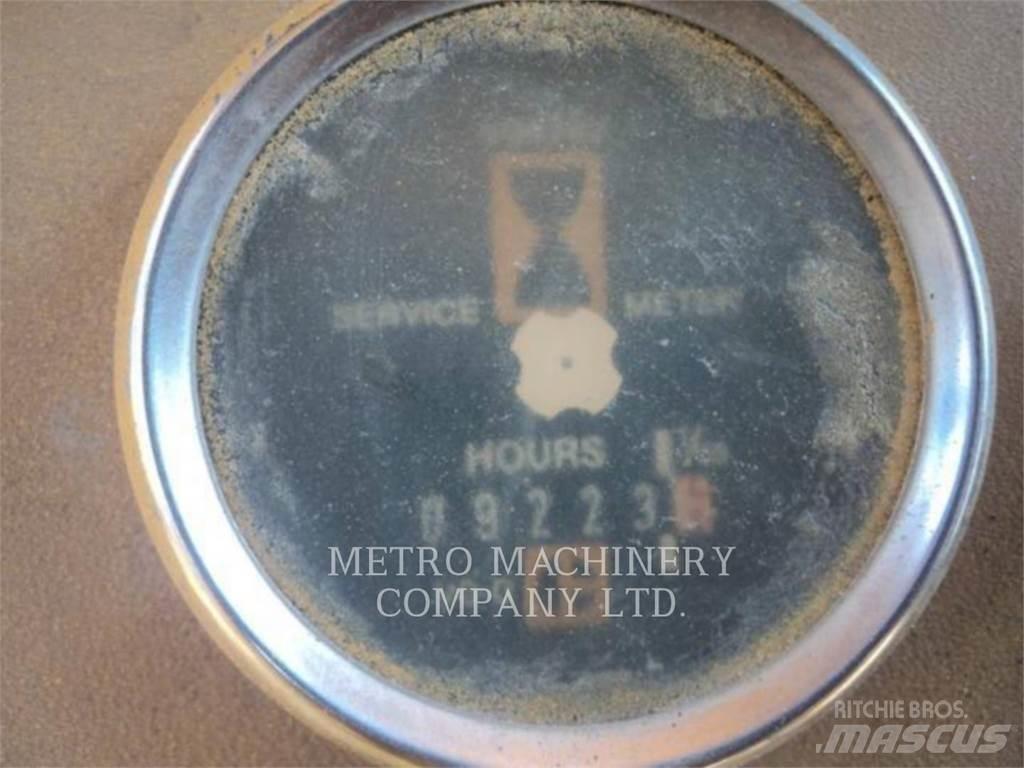 SERVICE METER
HOURS 1/10
09223
METRO MACHINERY
COMPANY LTD.
RITCHIE BROS.
MASCUS